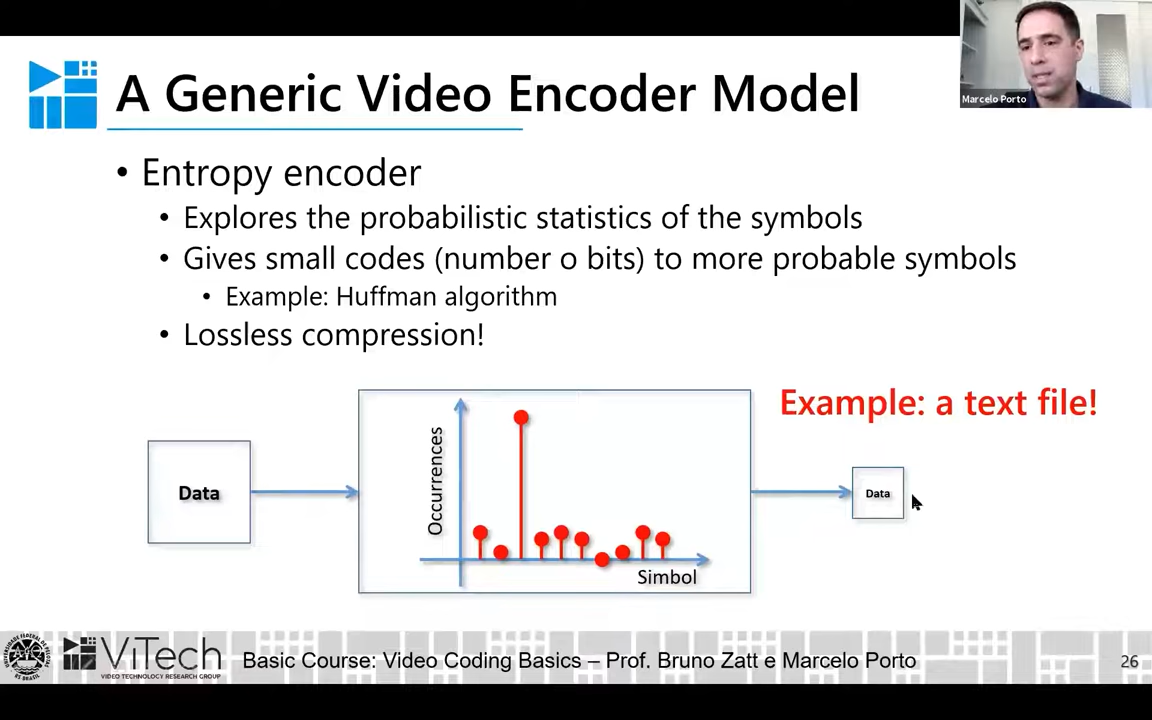 Marcelo Porto
A Generic Video Encoder Model
• Entropy encoder
• Explores the probabilistic statistics of the symbols
• Gives small codes (number o bits) to more probable symbols
• Example: Huffman algorithm
• Lossless compression!
Example: a text file!
Data
Occurrences
Simbol
Data
ViTech
VIDEO TECHNOLOGY RESEARCH GROUP
Basic Course: Video Coding Basics – Prof. Bruno Zatt e Marcelo Porto
26